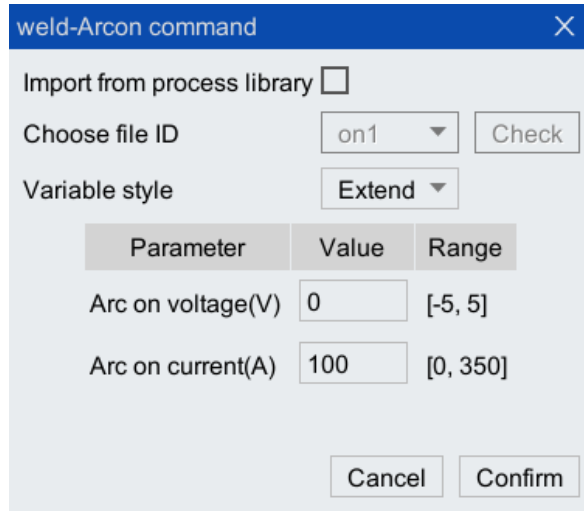 weld-Arcon command
Import from process library
Choose file ID on1 Check
Variable style Extend
Parameter Value Range
Arc on voltage(V) 0 [-5, 5]
Arc on current(A) 100 [0, 350]
Cancel Confirm